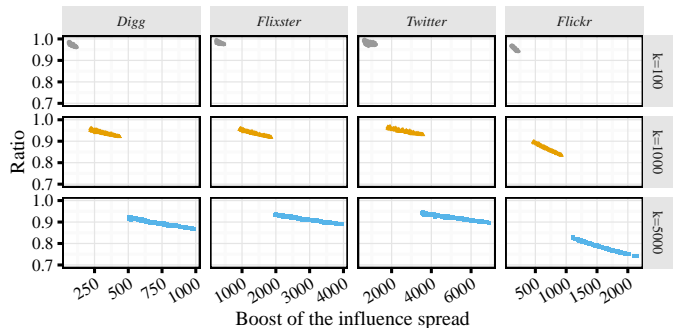 Digg Flixster Twitter Flickr
1.0
0.9
0.8
0.7
k=100
1.0
0.9
0.8
0.7
k=1000
1.0
0.9
0.8
0.7
k=5000
Ratio
250 500 750 1000 1000 2000 3000 4000 2000 4000 6000 500 1000 1500 2000
Boost of the influence spread